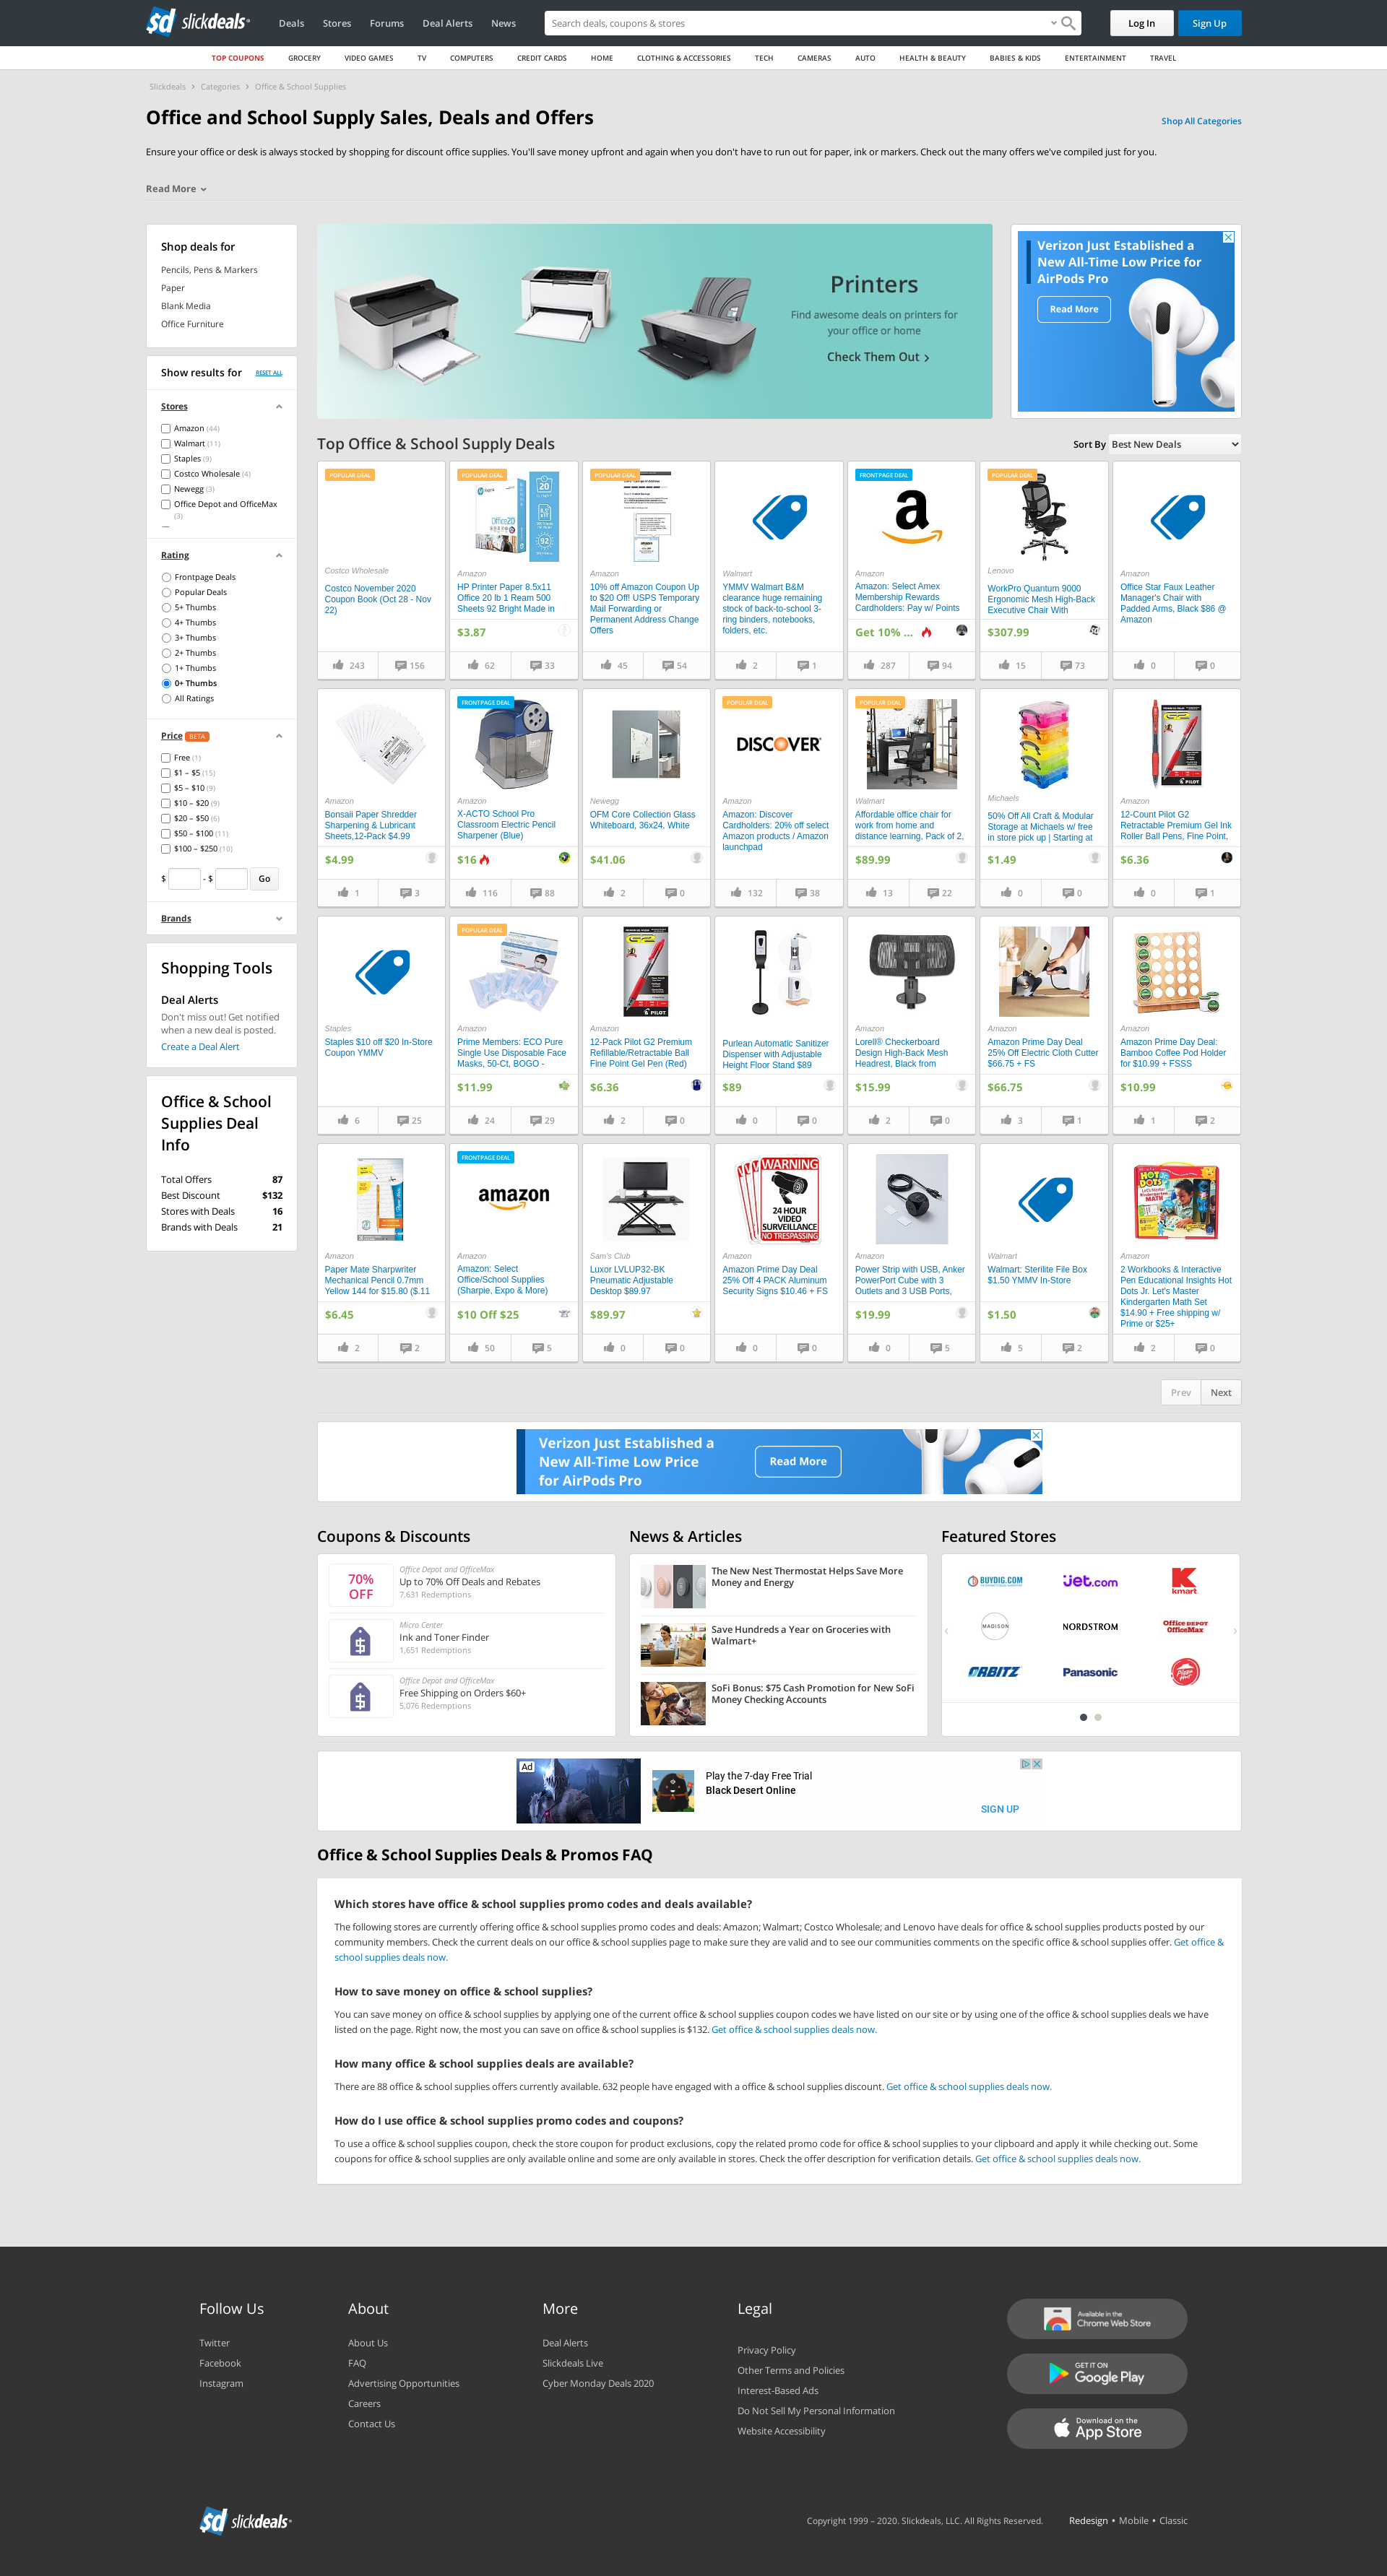 slickdeals
Deals
Stores
Forums
Deal Alerts
News
Search deals, coupons & stores
Log In
Sign Up
TOP COUPONS
GROCERY
VIDEO GAMES
TV
COMPUTERS
CREDIT CARDS
HOME
CLOTHING & ACCESSORIES
TECH
CAMERAS
AUTO
HEALTH & BEAUTY
BABIES & KIDS
ENTERTAINMENT
TRAVEL
Slickdeals › Categories › Office & School Supplies
Office and School Supply Sales, Deals and Offers
Shop All Categories
Ensure your office or desk is always stocked by shopping for discount office supplies. You'll save money upfront and again when you don't have to run out for paper, ink or markers. Check out the many offers we've compiled just for you.
Read More
Shop deals for
Pencils, Pens & Markers
Paper
Blank Media
Office Furniture
Show results for
RESET ALL
Stores
Amazon (44)
Walmart (11)
Staples (9)
Costco Wholesale (4)
Newegg (3)
Office Depot and OfficeMax
(3)
Rating
Frontpage Deals
Popular Deals
5+ Thumbs
4+ Thumbs
3+ Thumbs
2+ Thumbs
1+ Thumbs
0+ Thumbs
All Ratings
Price BETA
Free (1)
$1 – $5 (15)
$5 – $10 (9)
$10 – $20 (9)
$20 – $50 (6)
$50 – $100 (11)
$100 – $250 (10)
$ - $ Go
Brands
Shopping Tools
Deal Alerts
Don't miss out! Get notified
when a new deal is posted.
Create a Deal Alert
Office & School
Supplies Deal
Info
Total Offers 87
Best Discount $132
Stores with Deals 16
Brands with Deals 21
Printers
Find awesome deals on printers for
your office or home
Check Them Out
Verizon Just Established a
New All-Time Low Price for
AirPods Pro
Read More
Top Office & School Supply Deals
Sort By Best New Deals
POPULAR DEAL
Costco Wholesale
Costco November 2020
Coupon Book (Oct 28 - Nov
22)
243 156
POPULAR DEAL
Amazon
HP Printer Paper 8.5x11
Office 20 lb 1 Ream 500
Sheets 92 Bright Made in
$3.87
62 33
POPULAR DEAL
Amazon
10% off Amazon Coupon Up
to $20 Off! USPS Temporary
Mail Forwarding or
Permanent Address Change
Offers
45 54
Walmart
YMMV Walmart B&M
clearance huge remaining
stock of back-to-school 3-
ring binders, notebooks,
folders, etc.
2 1
FRONTPAGE DEAL
Amazon
Amazon: Select Amex
Membership Rewards
Cardholders: Pay w/ Points
Get 10% ...
287 94
POPULAR DEAL
Lenovo
WorkPro Quantum 9000
Ergonomic Mesh High-Back
Executive Chair With
$307.99
15 73
Amazon
Office Star Faux Leather
Manager's Chair with
Padded Arms, Black $86 @
Amazon
0 0
Amazon
Bonsaii Paper Shredder
Sharpening & Lubricant
Sheets,12-Pack $4.99
$4.99
1 3
FRONTPAGE DEAL
Amazon
X-ACTO School Pro
Classroom Electric Pencil
Sharpener (Blue)
$16
116 88
Newegg
OFM Core Collection Glass
Whiteboard, 36x24, White
$41.06
2 0
POPULAR DEAL
DISCOVER
Amazon
Amazon: Discover
Cardholders: 20% off select
Amazon products / Amazon
launchpad
132 38
POPULAR DEAL
Walmart
Affordable office chair for
work from home and
distance learning, Pack of 2,
$89.99
13 22
Michaels
50% Off All Craft & Modular
Storage at Michaels w/ free
in store pick up | Starting at
$1.49
0 0
Amazon
12-Count Pilot G2
Retractable Premium Gel Ink
Roller Ball Pens, Fine Point,
$6.36
0 1
Staples
Staples $10 off $20 In-Store
Coupon YMMV
6 25
POPULAR DEAL
Amazon
Prime Members: ECO Pure
Single Use Disposable Face
Masks, 50-Ct, BOGO -
$11.99
24 29
Amazon
12-Pack Pilot G2 Premium
Refillable/Retractable Ball
Fine Point Gel Pen (Red)
$6.36
2 0
Purlean Automatic Sanitizer
Dispenser with Adjustable
Height Floor Stand $89
$89
0 0
Amazon
Lorell® Checkerboard
Design High-Back Mesh
Headrest, Black from
$15.99
2 0
Amazon
Amazon Prime Day Deal
25% Off Electric Cloth Cutter
$66.75 + FS
$66.75
3 1
Amazon
Amazon Prime Day Deal:
Bamboo Coffee Pod Holder
for $10.99 + FSSS
$10.99
1 2
Amazon
Paper Mate Sharpwriter
Mechanical Pencil 0.7mm
Yellow 144 for $15.80 ($.11
$6.45
2 2
FRONTPAGE DEAL
amazon
Amazon
Amazon: Select
Office/School Supplies
(Sharpie, Expo & More)
$10 Off $25
50 5
Sam's Club
Luxor LVLUP32-BK
Pneumatic Adjustable
Desktop $89.97
$89.97
0 0
WARNING
24 HOUR
VIDEO
SURVEILLANCE
NO TRESPASSING
Amazon
Amazon Prime Day Deal
25% Off 4 PACK Aluminum
Security Signs $10.46 + FS
0 0
Amazon
Power Strip with USB, Anker
PowerPort Cube with 3
Outlets and 3 USB Ports,
$19.99
0 5
Walmart
Walmart: Sterilite File Box
$1.50 YMMV In-Store
$1.50
5 2
Amazon
2 Workbooks & Interactive
Pen Educational Insights Hot
Dots Jr. Let's Master
Kindergarten Math Set
$14.90 + Free shipping w/
Prime or $25+
2 0
Prev Next
Verizon Just Established a
New All-Time Low Price
for AirPods Pro
Read More
Coupons & Discounts
70%
OFF
Office Depot and OfficeMax
Up to 70% Off Deals and Rebates
7,631 Redemptions
Micro Center
Ink and Toner Finder
1,651 Redemptions
Office Depot and OfficeMax
Free Shipping on Orders $60+
5,076 Redemptions
News & Articles
The New Nest Thermostat Helps Save More
Money and Energy
Save Hundreds a Year on Groceries with
Walmart+
SoFi Bonus: $75 Cash Promotion for New SoFi
Money Checking Accounts
Featured Stores
BUYDIG.COM
jet.com
kmart
MADISON
NORDSTROM
Office DEPOT
OfficeMax
ORBITZ
Panasonic
Pizza Hut
Ad
Play the 7-day Free Trial
Black Desert Online
SIGN UP
Office & School Supplies Deals & Promos FAQ
Which stores have office & school supplies promo codes and deals available?
The following stores are currently offering office & school supplies promo codes and deals: Amazon; Walmart; Costco Wholesale; and Lenovo have deals for office & school supplies products posted by our
community members. Check the current deals on our office & school supplies page to make sure they are valid and to see our communities comments on the specific office & school supplies offer. Get office &
school supplies deals now.
How to save money on office & school supplies?
You can save money on office & school supplies by applying one of the current office & school supplies coupon codes we have listed on our site or by using one of the office & school supplies deals we have
listed on the page. Right now, the most you can save on office & school supplies is $132. Get office & school supplies deals now.
How many office & school supplies deals are available?
There are 88 office & school supplies offers currently available. 632 people have engaged with a office & school supplies discount. Get office & school supplies deals now.
How do I use office & school supplies promo codes and coupons?
To use a office & school supplies coupon, check the store coupon for product exclusions, copy the related promo code for office & school supplies to your clipboard and apply it while checking out. Some
coupons for office & school supplies are only available online and some are only available in stores. Check the offer description for verification details. Get office & school supplies deals now.
Follow Us
Twitter
Facebook
Instagram
About
About Us
FAQ
Advertising Opportunities
Careers
Contact Us
More
Deal Alerts
Slickdeals Live
Cyber Monday Deals 2020
Legal
Privacy Policy
Other Terms and Policies
Interest-Based Ads
Do Not Sell My Personal Information
Website Accessibility
Available in the
Chrome Web Store
GET IT ON
Google Play
Download on the
App Store
slickdeals
Copyright 1999 – 2020. Slickdeals, LLC. All Rights Reserved.
Redesign • Mobile • Classic